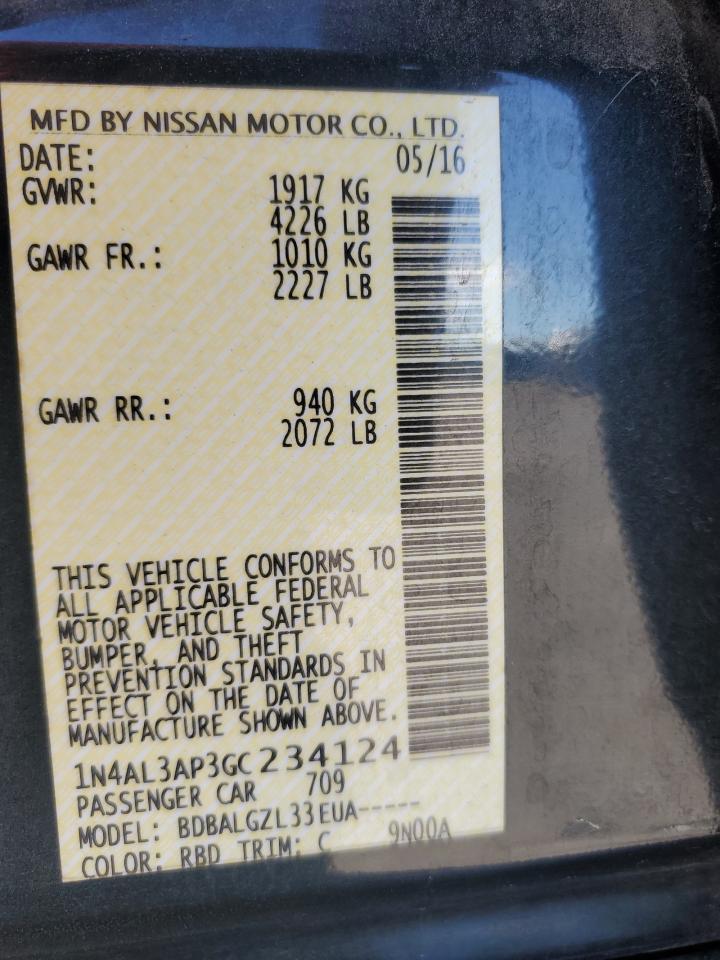 MFD BY NISSAN MOTOR CO., LTD.
DATE: 05/16
GVWR: 1917 KG
4226 LB
GAWR FR.: 1010 KG
2227 LB
GAWR RR.: 940 KG
2072 LB
THIS VEHICLE CONFORMS TO
ALL APPLICABLE FEDERAL
MOTOR VEHICLE SAFETY,
BUMPER, AND THEFT
PREVENTION STANDARDS IN
EFFECT ON THE DATE OF
MANUFACTURE SHOWN ABOVE.
1N4AL3AP3GC234124
PASSENGER CAR 709
MODEL: BDBALGZL33EUA-----
COLOR: RBD TRIM: C 9N00A